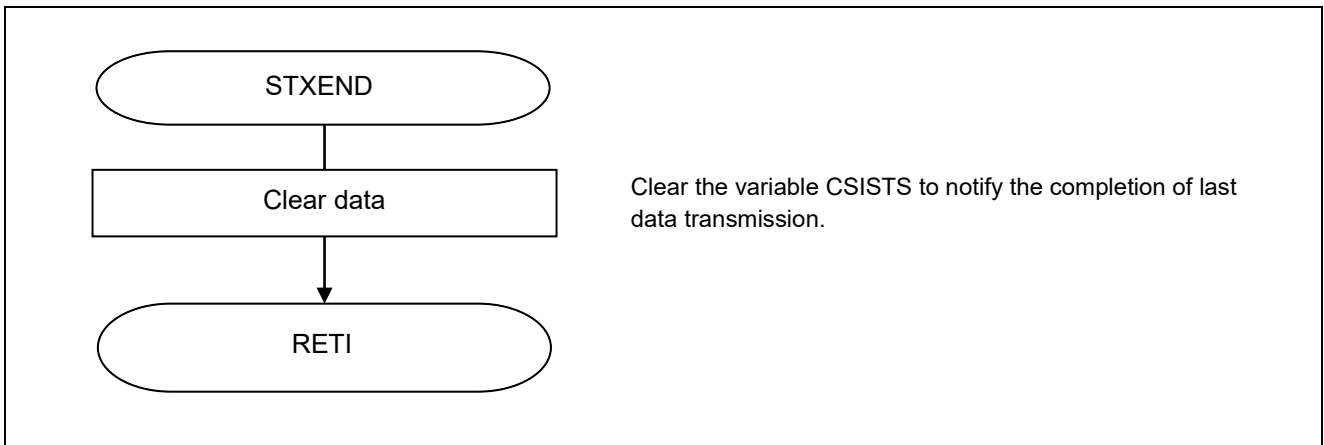 STXEND
Clear data
Clear the variable CSISTS to notify the completion of last
data transmission.
RETI